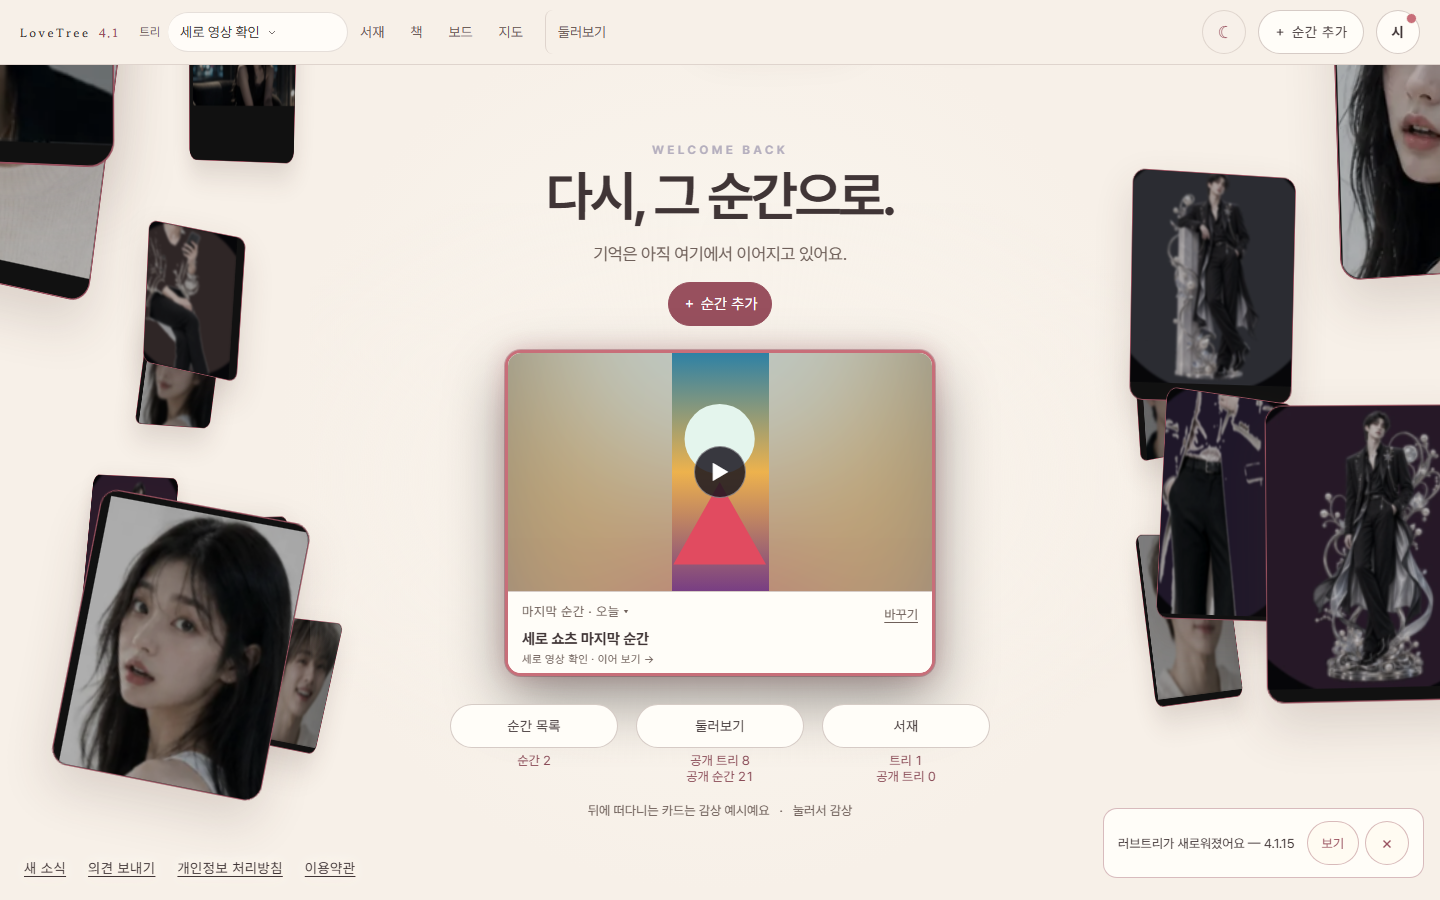 LoveTree 4.1
트리
세로 영상 확인
서재
책
보드
지도
둘러보기
+ 순간 추가
시
WELCOME BACK
다시, 그 순간으로.
기억은 아직 여기에서 이어지고 있어요.
+ 순간 추가
마지막 순간 · 오늘
바꾸기
세로 쇼츠 마지막 순간
세로 영상 확인 · 이어 보기 →
순간 목록
둘러보기
서재
순간 2
공개 트리 8
공개 순간 21
트리 1
공개 트리 0
뒤에 떠다니는 카드는 감상 예시예요 · 눌러서 감상
러브트리가 새로워졌어요 — 4.1.15
보기
×
새 소식
의견 보내기
개인정보 처리방침
이용약관